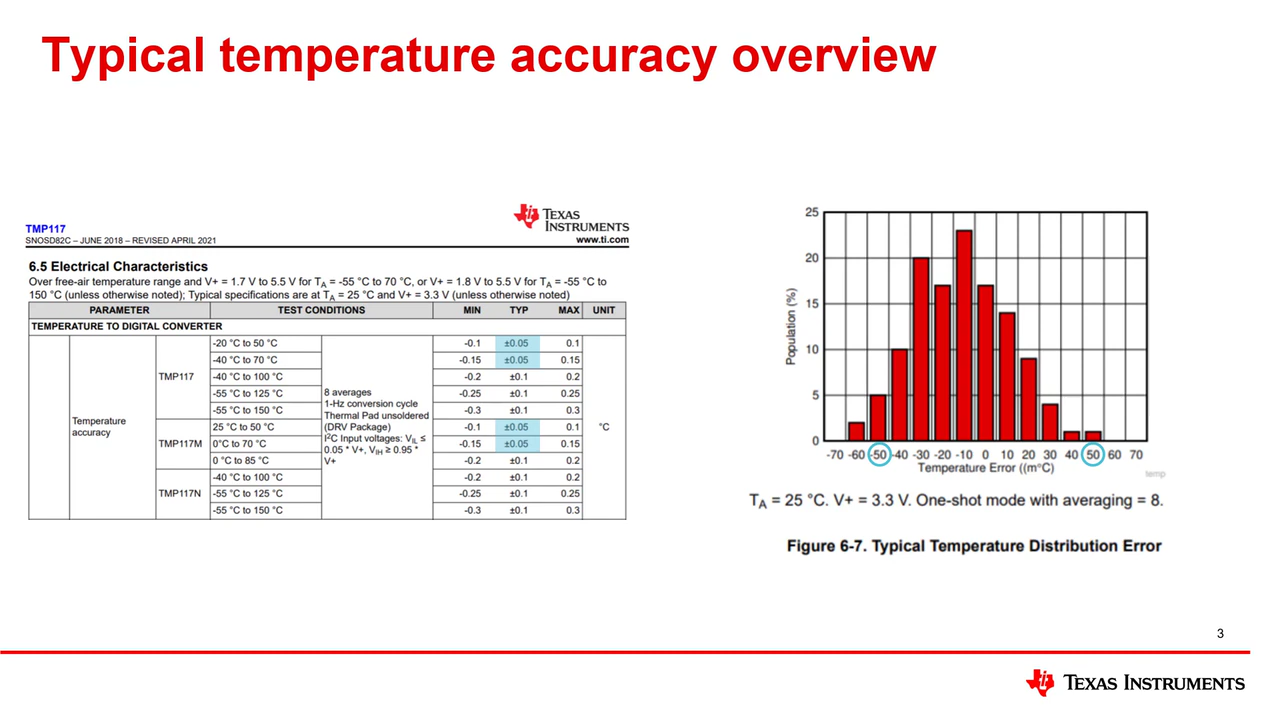 Typical temperature accuracy overview
TEXAS INSTRUMENTS
TMP117
SNOSD82C – JUNE 2018 – REVISED APRIL 2021
www.ti.com
6.5 Electrical Characteristics
Over free-air temperature range and V+ = 1.7 V to 5.5 V for TA = -55 °C to 70 °C, or V+ = 1.8 V to 5.5 V for TA = -55 °C to
150 °C (unless otherwise noted); Typical specifications are at TA = 25 °C and V+ = 3.3 V (unless otherwise noted)
PARAMETER TEST CONDITIONS MIN TYP MAX UNIT
TEMPERATURE TO DIGITAL CONVERTER
Temperature
accuracy
TMP117
-20 °C to 50 °C -0.1 ±0.05 0.1
-40 °C to 70 °C -0.15 ±0.05 0.15
-40 °C to 100 °C -0.2 ±0.1 0.2
-55 °C to 125 °C -0.25 ±0.1 0.25
-55 °C to 150 °C -0.3 ±0.1 0.3
TMP117M
25 °C to 50 °C -0.1 ±0.05 0.1
0°C to 70 °C -0.15 ±0.05 0.15
0 °C to 85 °C -0.2 ±0.1 0.2
TMP117N
-40 °C to 100 °C -0.2 ±0.1 0.2
-55 °C to 125 °C -0.25 ±0.1 0.25
-55 °C to 150 °C -0.3 ±0.1 0.3
8 averages
1-Hz conversion cycle
Thermal Pad unsoldered
(DRV Package)
I2C Input voltages: VIL ≤
0.05 * V+, VIH ≥ 0.95 *
V+
°C
25
20
15
10
5
0
Population (%)
-70 -60 -50 -40 -30 -20 -10 0 10 20 30 40 50 60 70
Temperature Error ((m°C)
temp
TA = 25 °C. V+ = 3.3 V. One-shot mode with averaging = 8.
Figure 6-7. Typical Temperature Distribution Error
3
TEXAS INSTRUMENTS